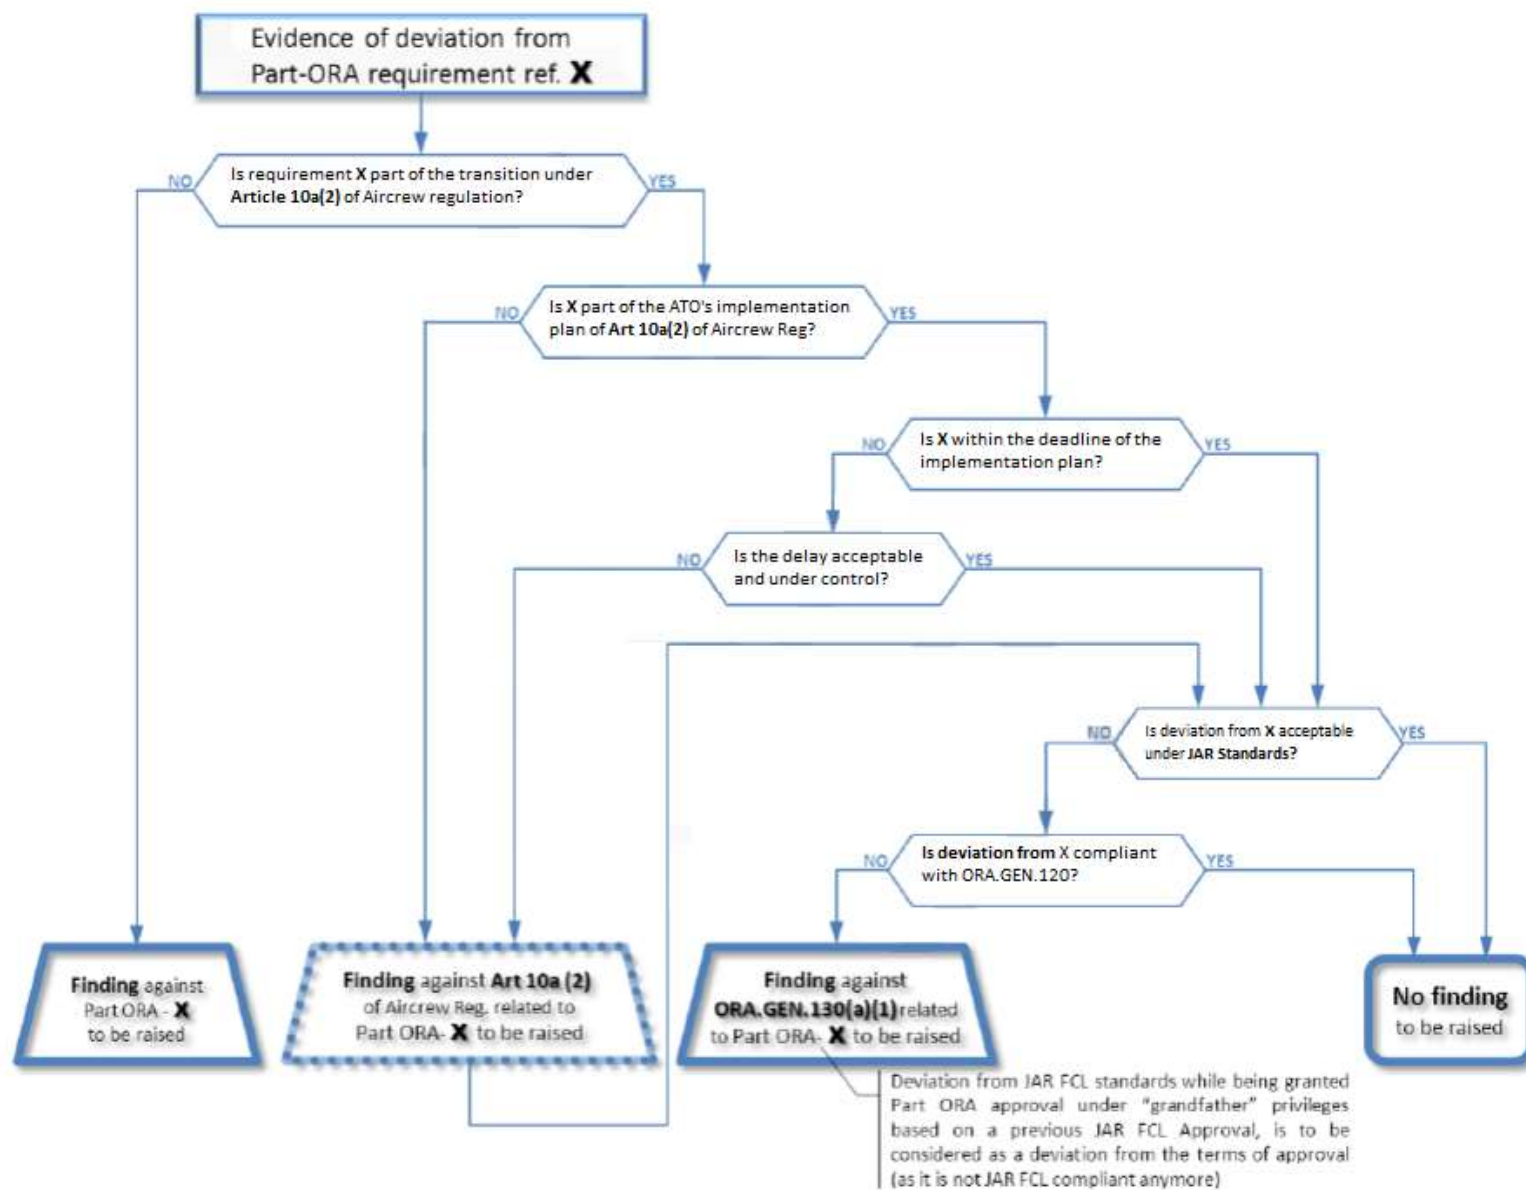 Evidence of deviation from
Part-ORA requirement ref. X
NO
Is requirement X part of the transition under
Article 10a(2) of Aircrew regulation?
YES
NO
Is X part of the ATO's implementation
plan of Art 10a(2) of Aircrew Reg?
YES
NO
Is X within the deadline of the
implementation plan?
YES
NO
Is the delay acceptable
and under control?
YES
NO
Is deviation from X acceptable
under JAR Standards?
YES
NO
Is deviation from X compliant
with ORA.GEN.120?
YES
Finding against
Part ORA - X
to be raised
Finding against Art 10a (2)
of Aircrew Reg. related to
Part ORA- X to be raised
Finding against
ORA.GEN.130(a)(1) related
to Part ORA- X to be raised
No finding
to be raised
Deviation from JAR FCL standards while being granted
Part ORA approval under "grandfather" privileges
based on a previous JAR FCL Approval, is to be
considered as a deviation from the terms of approval
(as it is not JAR FCL compliant anymore)